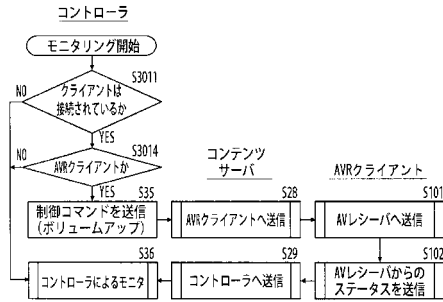 コントローラ
モニタリング開始
S3011
クライアントは
接続されているか
NO
YES
S3014
AVRクライアントか
NO
YES
コンテンツ
サーバ
AVRクライアント
S35
制御コマンドを送信
(ボリュームアップ)
S28
AVRクライアントへ送信
S101
AVレシーバへ送信
S36
コントローラによるモニタ
S29
コントローラへ送信
S102
AVレシーバからの
ステータスを送信